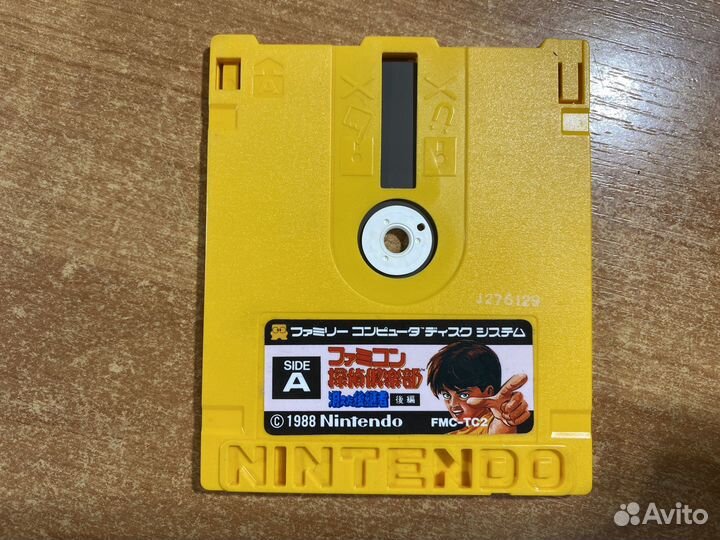 A
J276129
ファミリー コンピュータ ディスク システム
SIDE
A
ファミコン
探偵倶楽部
消えた後継者 後編
© 1988 Nintendo FMC-TC2
NINTENDO
Avito